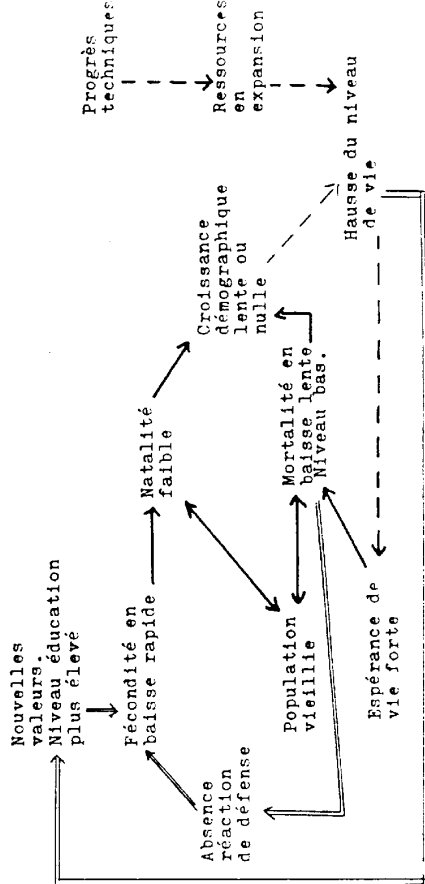 Nouvelles
valeurs.
Niveau éducation
plus élevé
Progrès
techniques
Fécondité en
baisse rapide
Natalité
faible
Croissance
démographique
lente ou
nulle
Ressources
en
expansion
Absence
réaction
de défense
Population
vieillie
Mortalité en
baisse lente
Niveau bas.
Hausse du niveau
de vie
Espérance de
vie forte